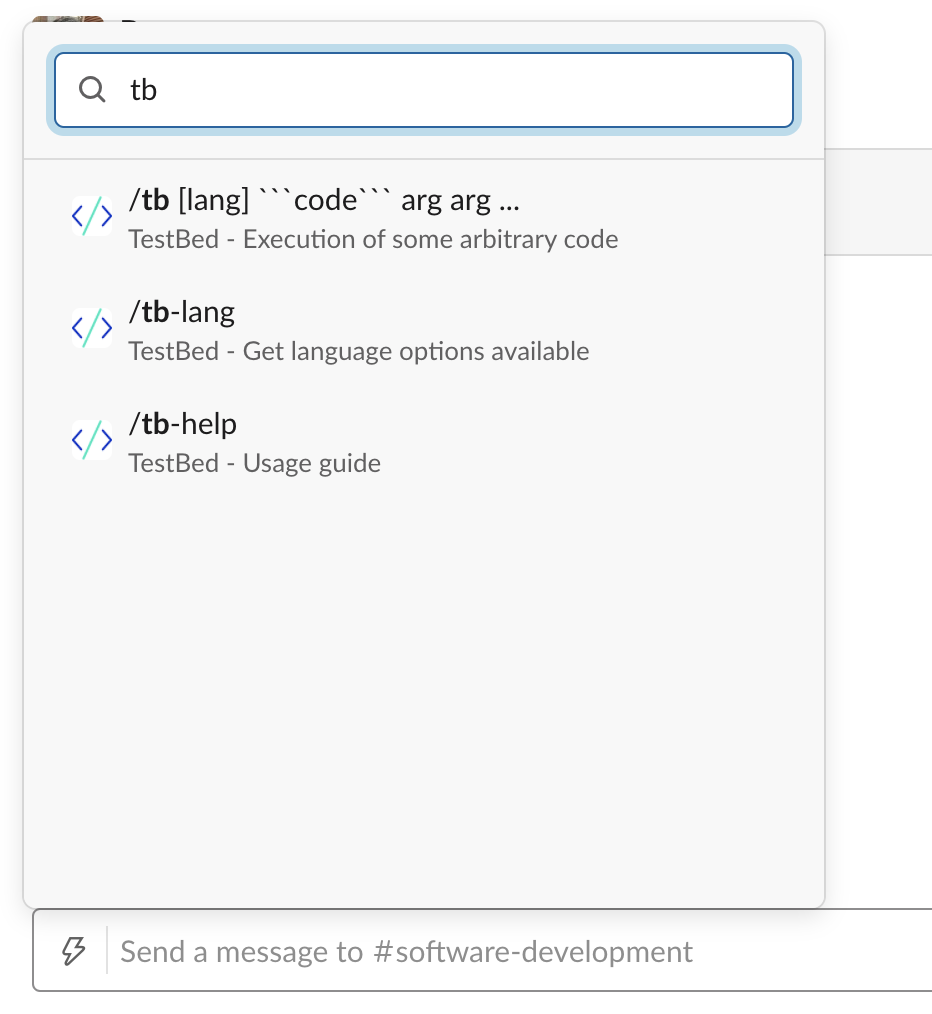 tb
/tb [lang] ```code``` arg arg ...
TestBed - Execution of some arbitrary code
/tb-lang
TestBed - Get language options available
/tb-help
TestBed - Usage guide
Send a message to #software-development